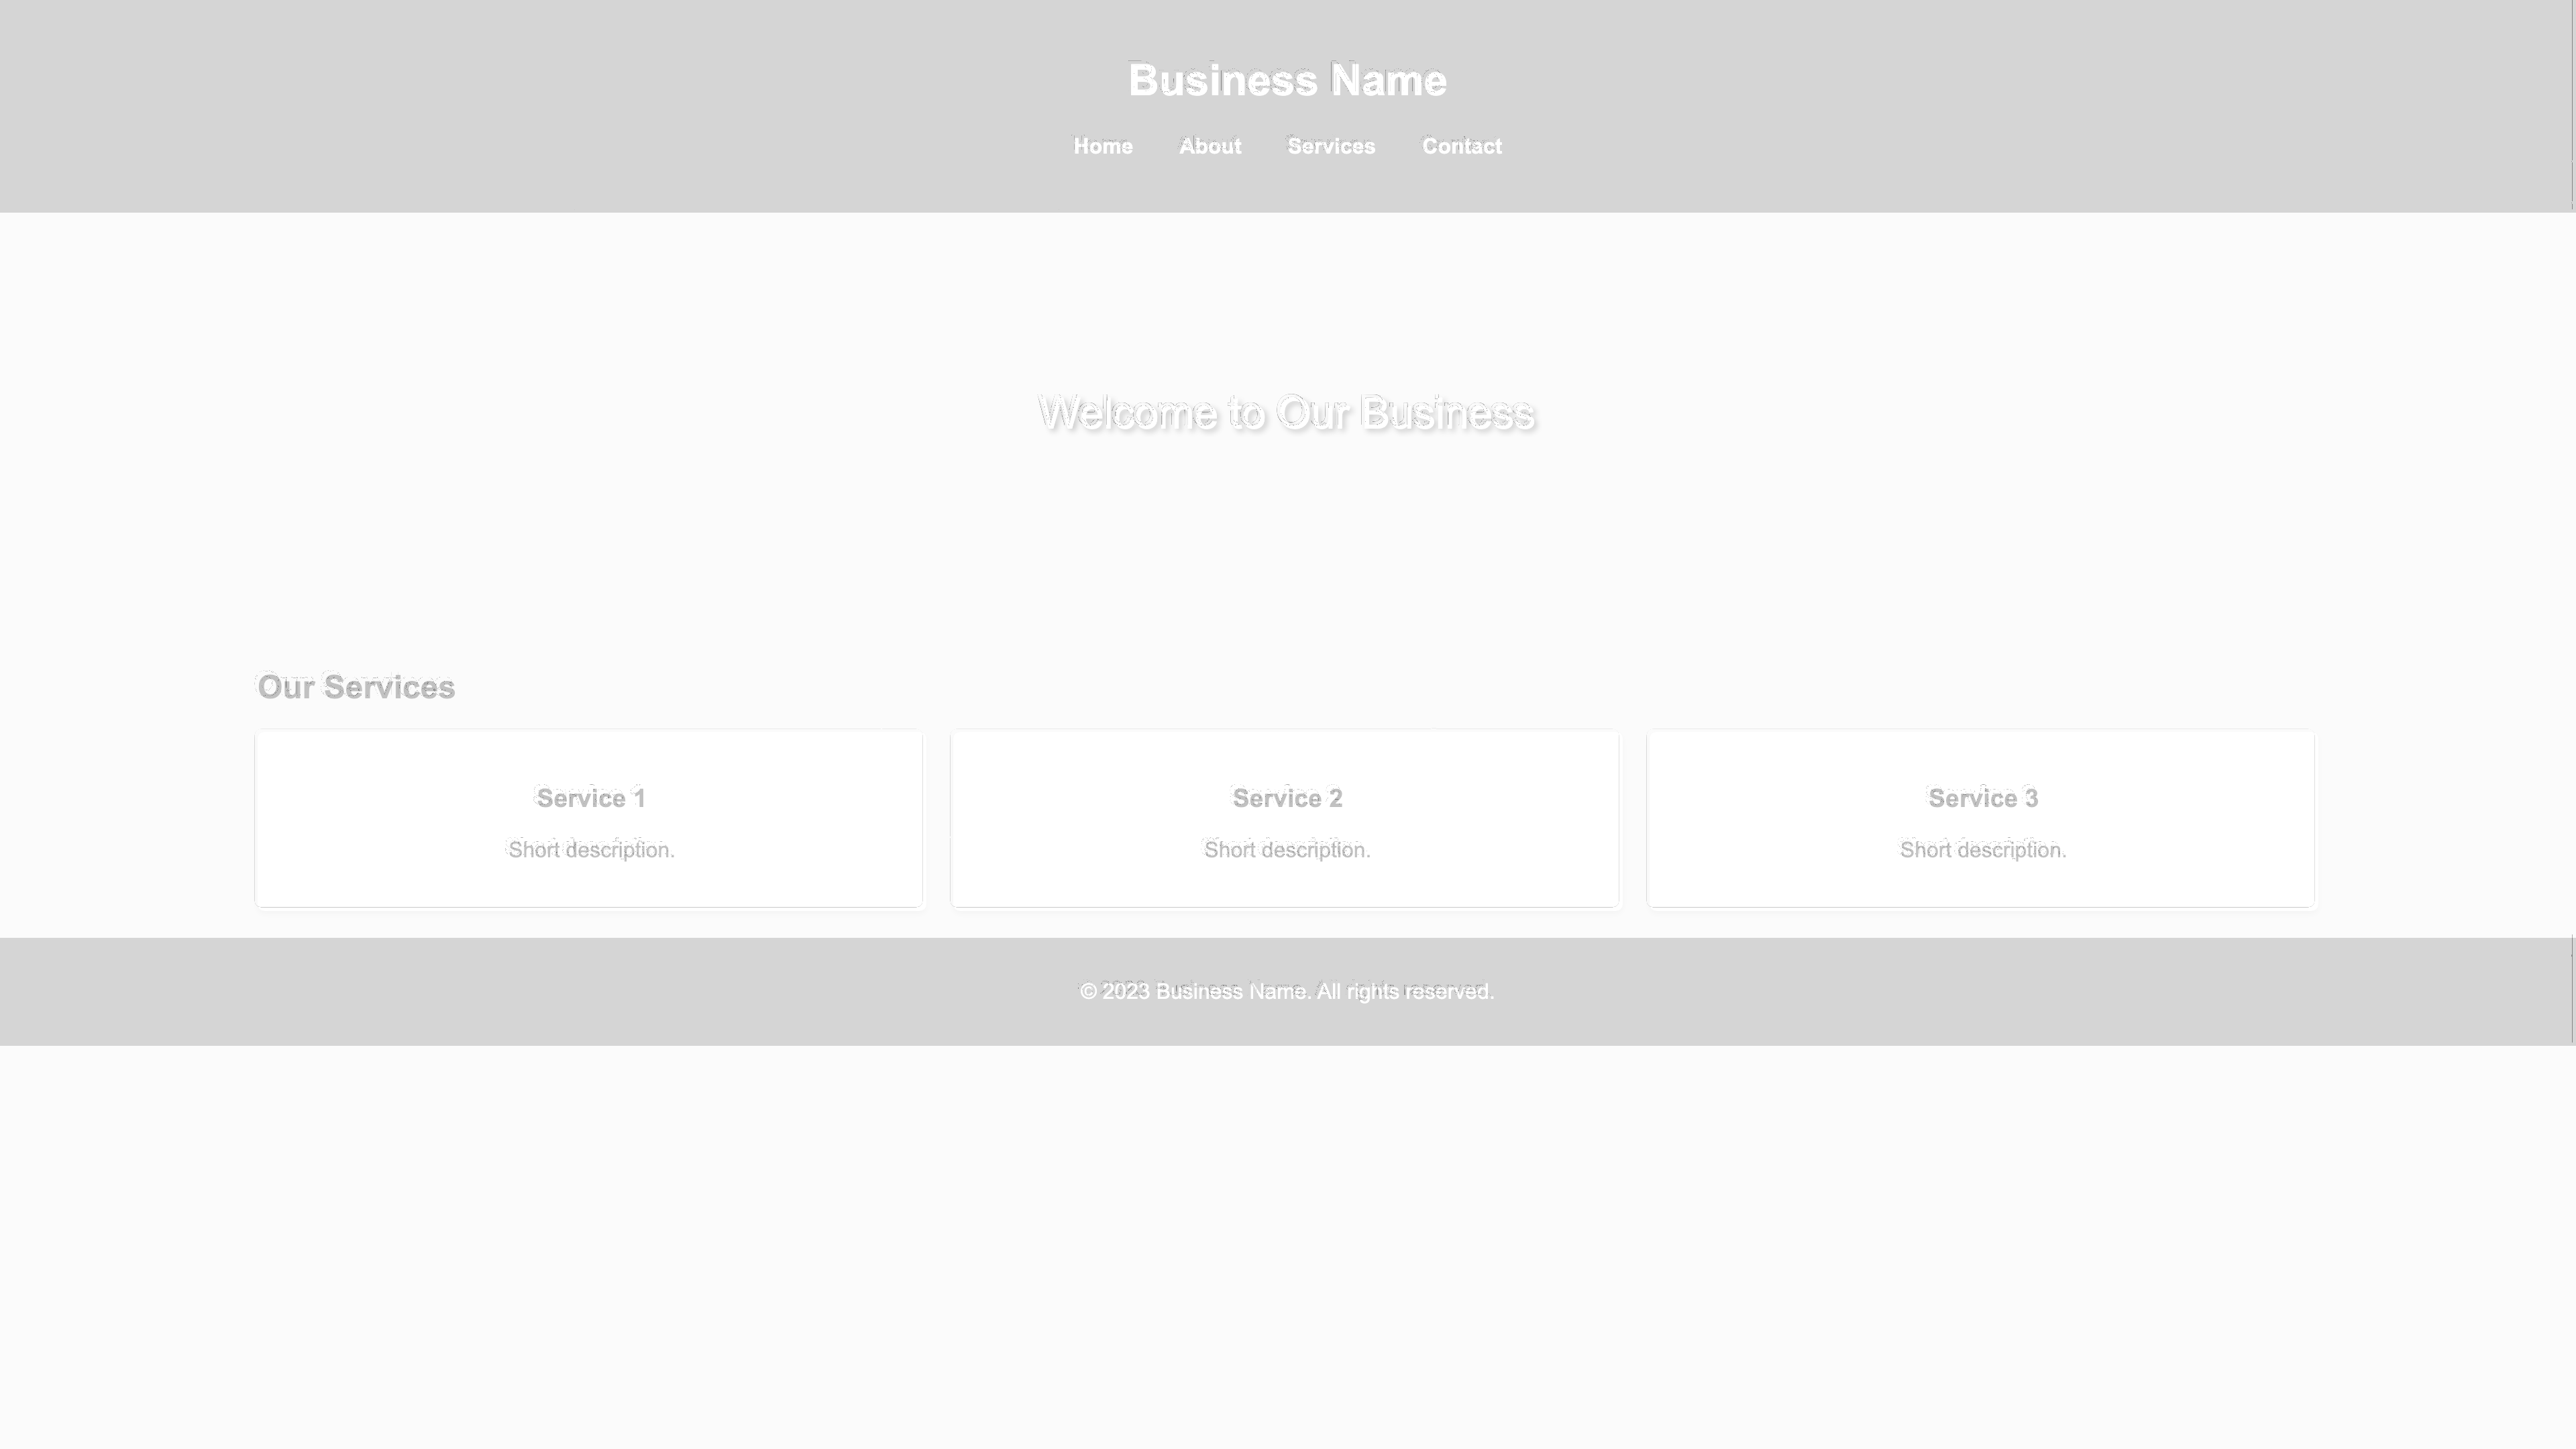 Business Name
Home About Services Contact
Welcome to Our Business
Our Services
Service 1 Service 2 Service 3
Short description. Short description. Short description.
© 2023 Business Name. All rights reserved.